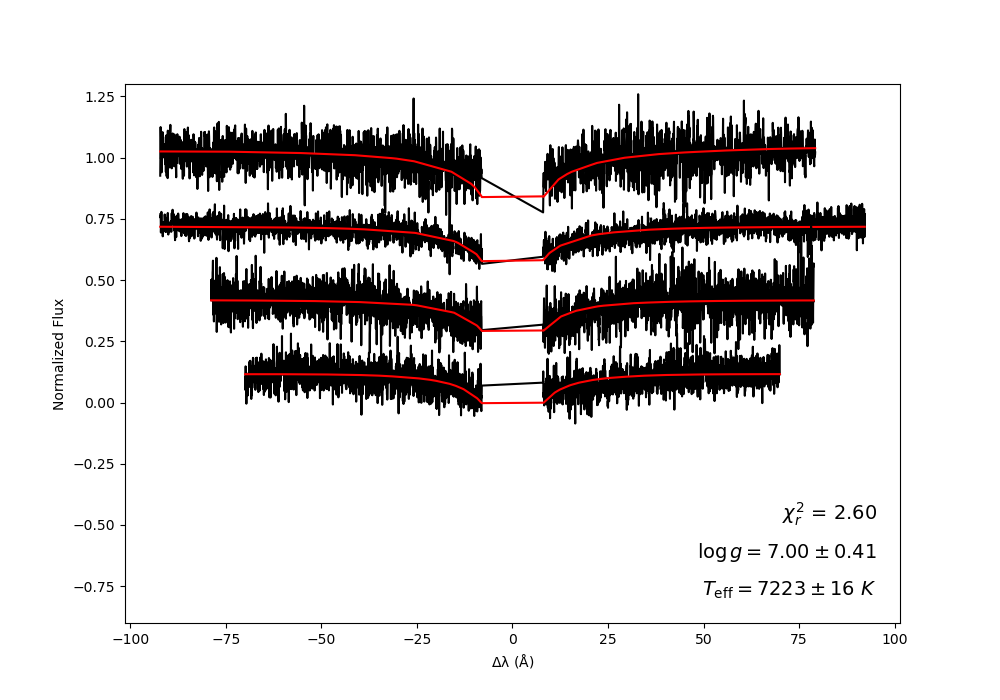 1.25
1.00
0.75
0.50
0.25
0.00
−0.25
−0.50
−0.75
Normalized Flux
χ²ᵣ = 2.60
log g = 7.00 ± 0.41
T_eff = 7223 ± 16 K
−100 −75 −50 −25 0 25 50 75 100
Δλ (Å)